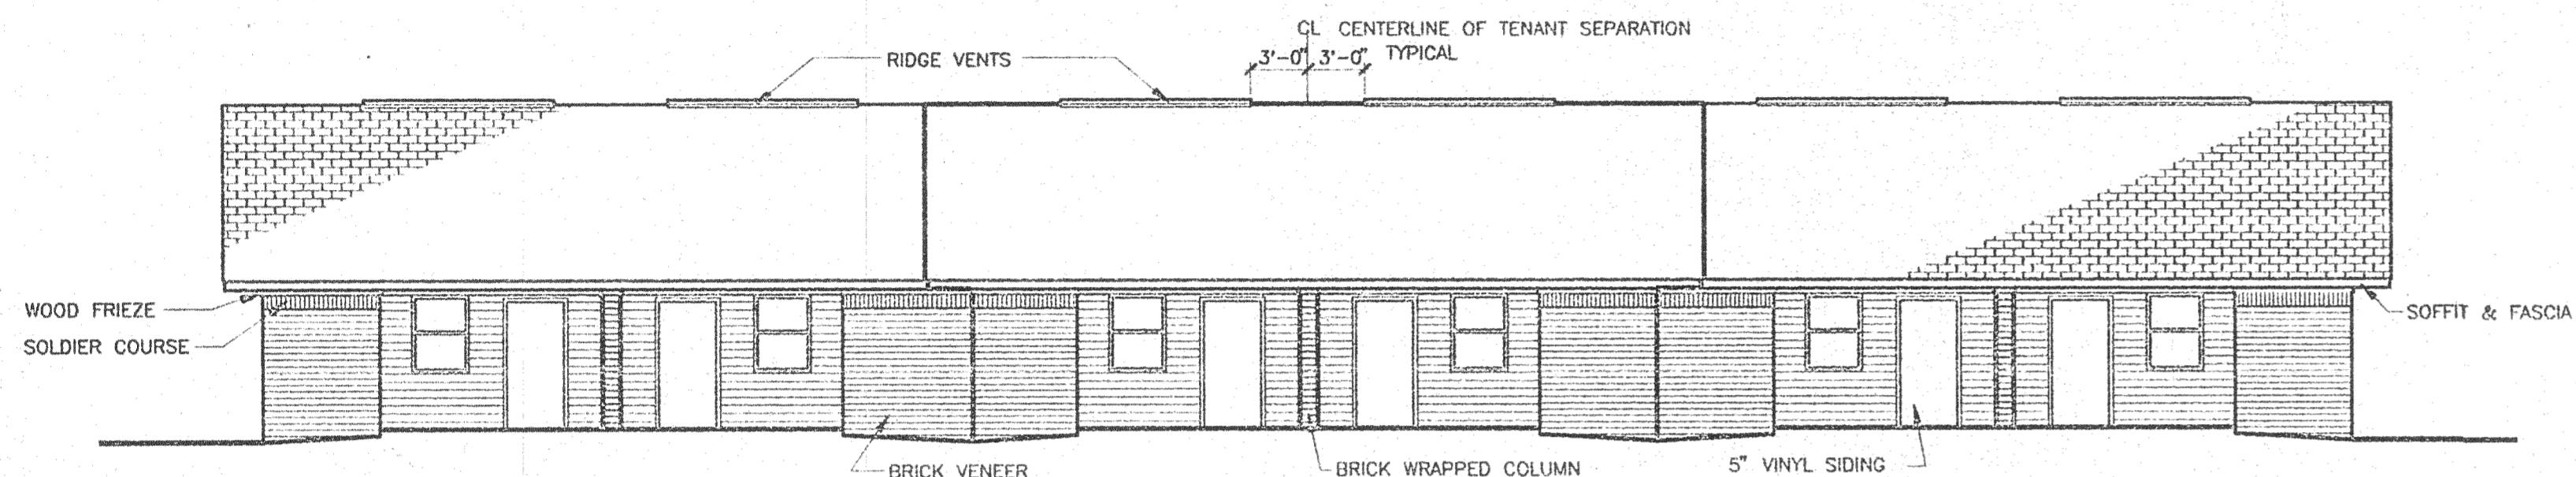 CL CENTERLINE OF TENANT SEPARATION
3'-0" 3'-0" TYPICAL
RIDGE VENTS
WOOD FRIEZE
SOLDIER COURSE
SOFFIT & FASCIA
BRICK VENEER
BRICK WRAPPED COLUMN
5" VINYL SIDING